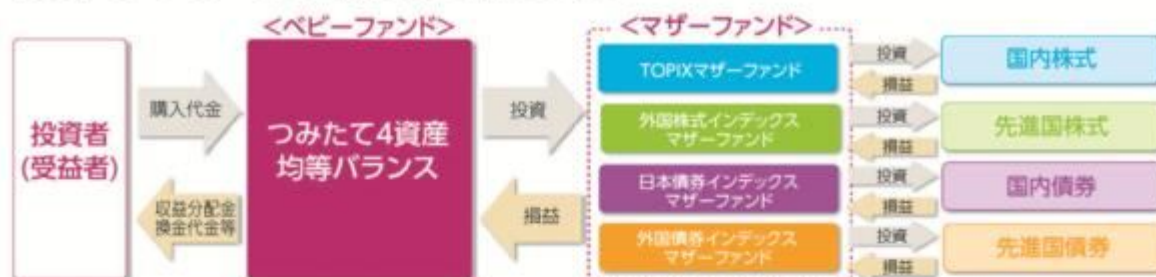 <ベビーファンド>
<マザーファンド>
投資者
(受益者)
購入代金
収益分配金
換金代金等
つみたて4資産
均等バランス
投資
損益
TOPIXマザーファンド
投資
損益
国内株式
外国株式インデックス
マザーファンド
投資
損益
先進国株式
日本債券インデックス
マザーファンド
投資
損益
国内債券
外国債券インデックス
マザーファンド
投資
損益
先進国債券